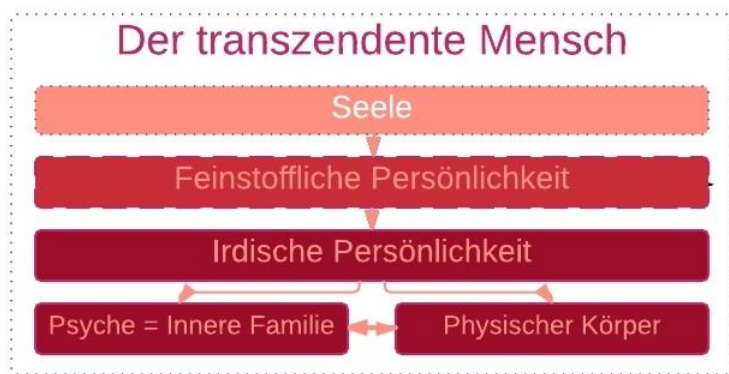 Der transzendente Mensch
Seele
Feinstoffliche Persönlichkeit
Irdische Persönlichkeit
Psyche = Innere Familie
Physischer Körper